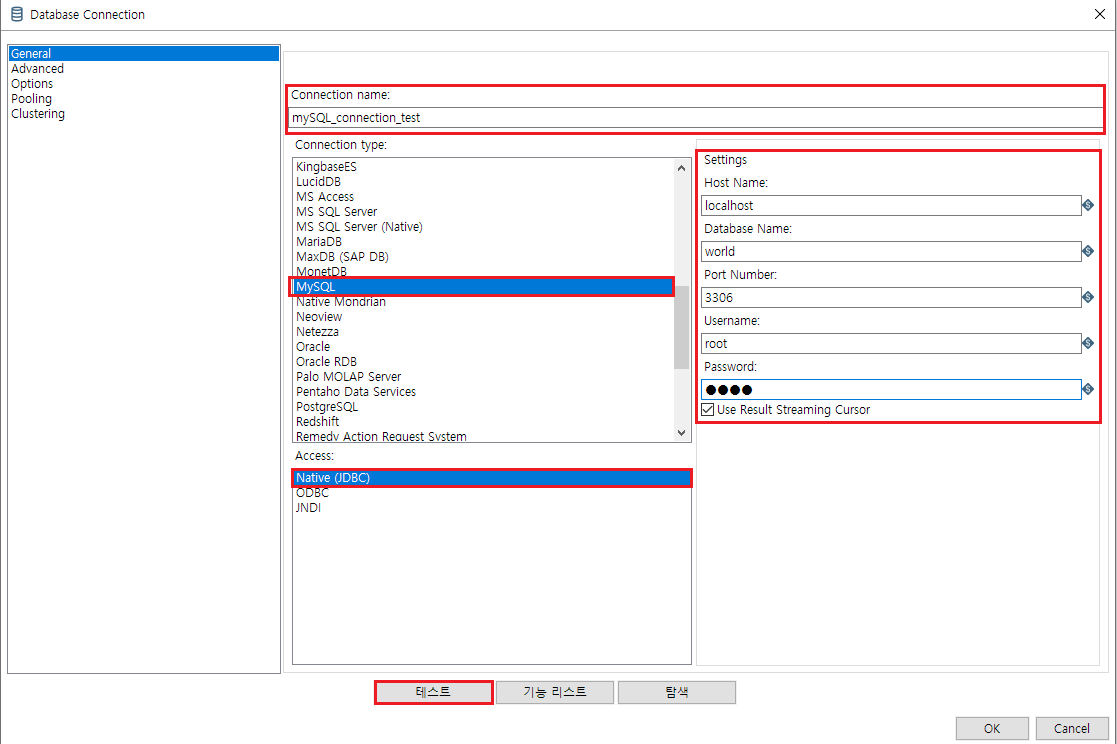 Database Connection
General
Advanced
Options
Pooling
Clustering
Connection name:
mySQL_connection_test
Connection type:
KingbaseES
LucidDB
MS Access
MS SQL Server
MS SQL Server (Native)
MariaDB
MaxDB (SAP DB)
MonetDB
MySQL
Native Mondrian
Neoview
Netezza
Oracle
Oracle RDB
Palo MOLAP Server
Pentaho Data Services
PostgreSQL
Redshift
Remedy Action Request System
Access:
Native (JDBC)
ODBC
JNDI
Settings
Host Name:
localhost
Database Name:
world
Port Number:
3306
Username:
root
Password:
●●●●
Use Result Streaming Cursor
테스트
기능 리스트
탐색
OK
Cancel